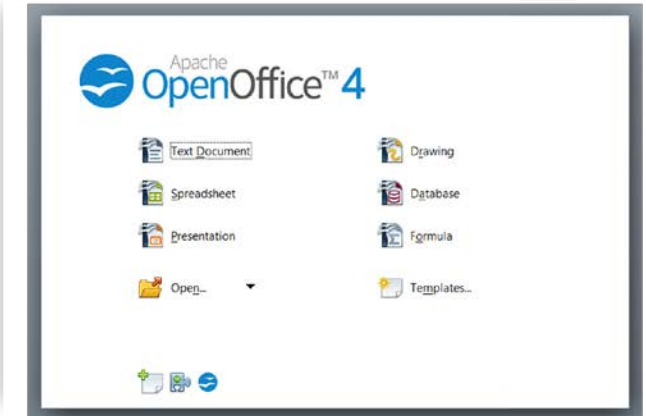 Apache
OpenOffice™ 4
Text Document
Drawing
Spreadsheet
Database
Presentation
Formula
Open...
Templates...